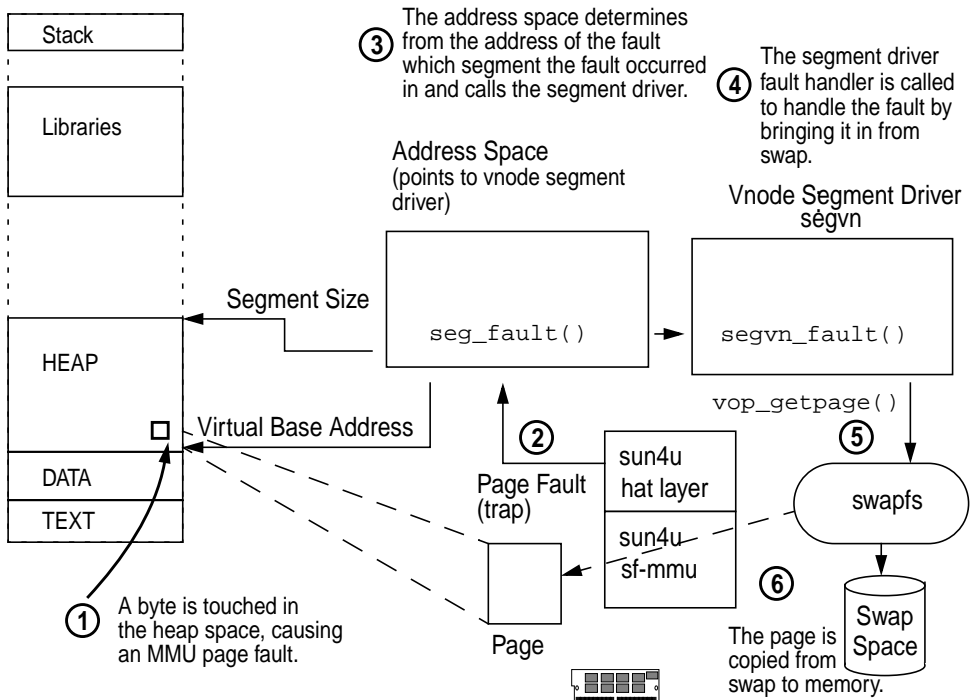 Stack
Libraries
HEAP
DATA
TEXT
3
The address space determines
from the address of the fault
which segment the fault occurred
in and calls the segment driver.
4
The segment driver
fault handler is called
to handle the fault by
bringing it in from
swap.
Address Space
(points to vnode segment
driver)
Vnode Segment Driver
segvn
Segment Size
seg_fault()
segvn_fault()
vop_getpage()
Virtual Base Address
2
Page Fault
(trap)
sun4u
hat layer
sun4u
sf-mmu
5
swapfs
1
A byte is touched in
the heap space, causing
an MMU page fault.
Page
6
The page is
copied from
swap to memory.
Swap
Space